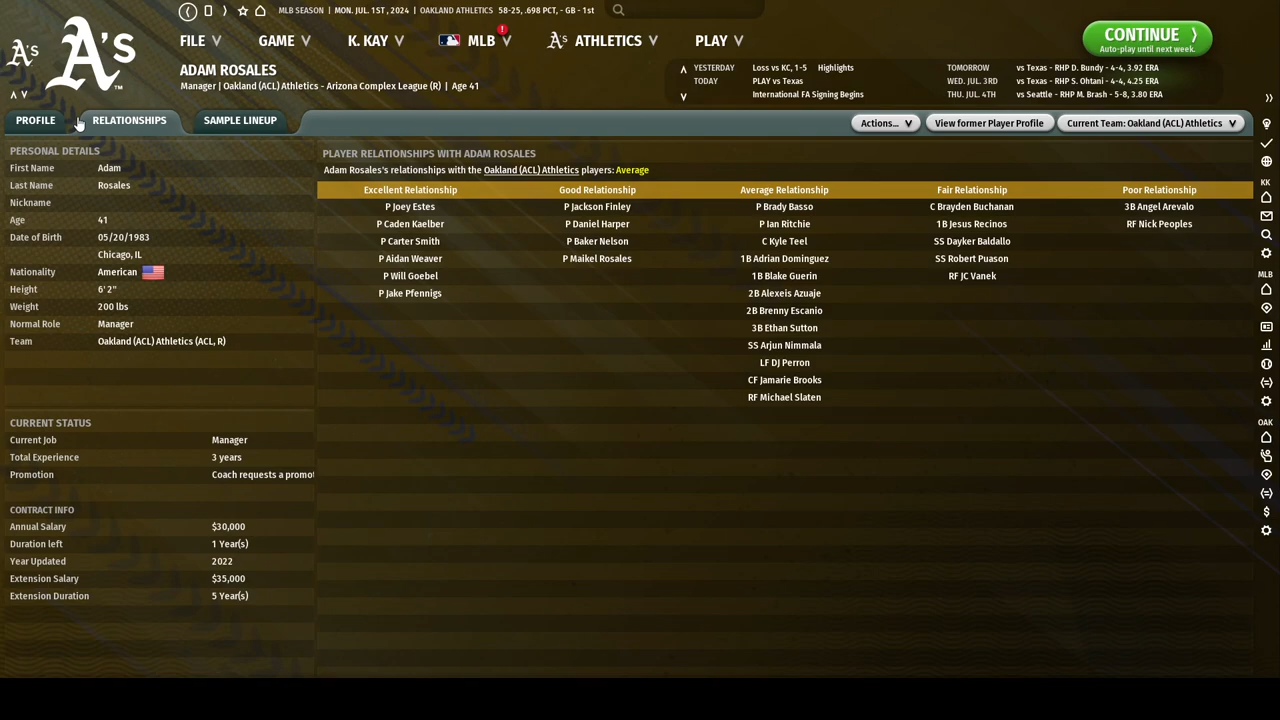 MLB SEASON | MON. JUL. 1ST, 2024 | OAKLAND ATHLETICS 58-25, .698 PCT, - GB - 1st
A's
A's
TM
FILE GAME K. KAY MLB ! ATHLETICS PLAY
CONTINUE
Auto-play until next week.
ADAM ROSALES
Manager | Oakland (ACL) Athletics - Arizona Complex League (R) | Age 41
YESTERDAY Loss vs KC, 1-5 Highlights TOMORROW vs Texas - RHP D. Bundy - 4-4, 3.92 ERA
TODAY PLAY vs Texas WED. JUL. 3RD vs Texas - RHP S. Ohtani - 4-4, 4.25 ERA
International FA Signing Begins THU. JUL. 4TH vs Seattle - RHP M. Brash - 5-8, 3.80 ERA
PROFILE RELATIONSHIPS SAMPLE LINEUP Actions... View former Player Profile Current Team: Oakland (ACL) Athletics
PERSONAL DETAILS
First Name Adam
Last Name Rosales
Nickname
Age 41
Date of Birth 05/20/1983
Chicago, IL
Nationality American
Height 6' 2"
Weight 200 lbs
Normal Role Manager
Team Oakland (ACL) Athletics (ACL, R)
CURRENT STATUS
Current Job Manager
Total Experience 3 years
Promotion Coach requests a promot
CONTRACT INFO
Annual Salary $30,000
Duration left 1 Year(s)
Year Updated 2022
Extension Salary $35,000
Extension Duration 5 Year(s)
PLAYER RELATIONSHIPS WITH ADAM ROSALES
Adam Rosales's relationships with the Oakland (ACL) Athletics players: Average
Excellent Relationship Good Relationship Average Relationship Fair Relationship Poor Relationship
P Joey Estes P Jackson Finley P Brady Basso C Brayden Buchanan 3B Angel Arevalo
P Caden Kaelber P Daniel Harper P Ian Ritchie 1B Jesus Recinos RF Nick Peoples
P Carter Smith P Baker Nelson C Kyle Teel SS Dayker Baldallo
P Aidan Weaver P Maikel Rosales 1B Adrian Dominguez SS Robert Puason
P Will Goebel 1B Blake Guerin RF JC Vanek
P Jake Pfennigs 2B Alexeis Azuaje
2B Brenny Escanio
3B Ethan Sutton
SS Arjun Nimmala
LF DJ Perron
CF Jamarie Brooks
RF Michael Slaten
KK
MLB
OAK
$